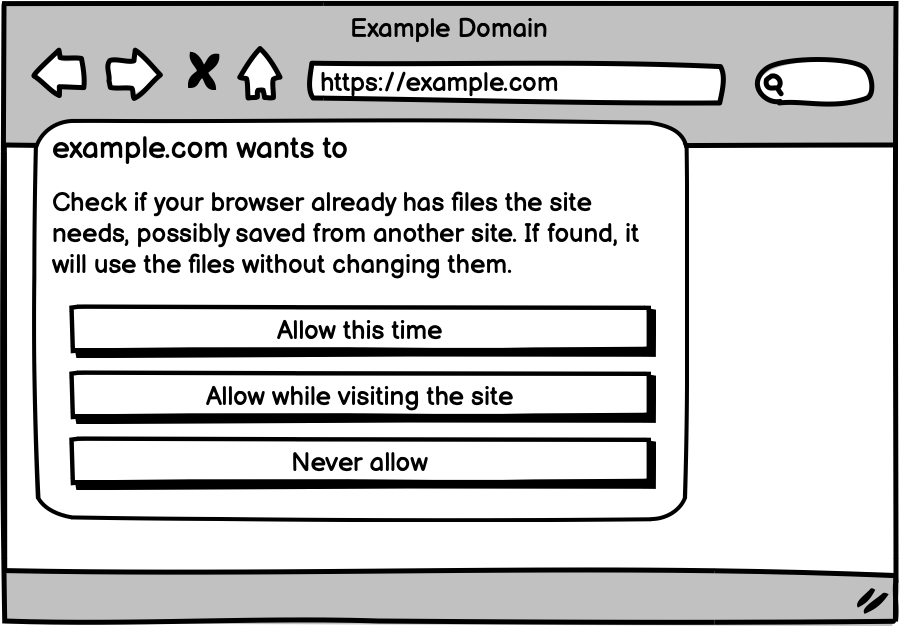 Example Domain
https://example.com
example.com wants to
Check if your browser already has files the site
needs, possibly saved from another site. If found, it
will use the files without changing them.
Allow this time
Allow while visiting the site
Never allow